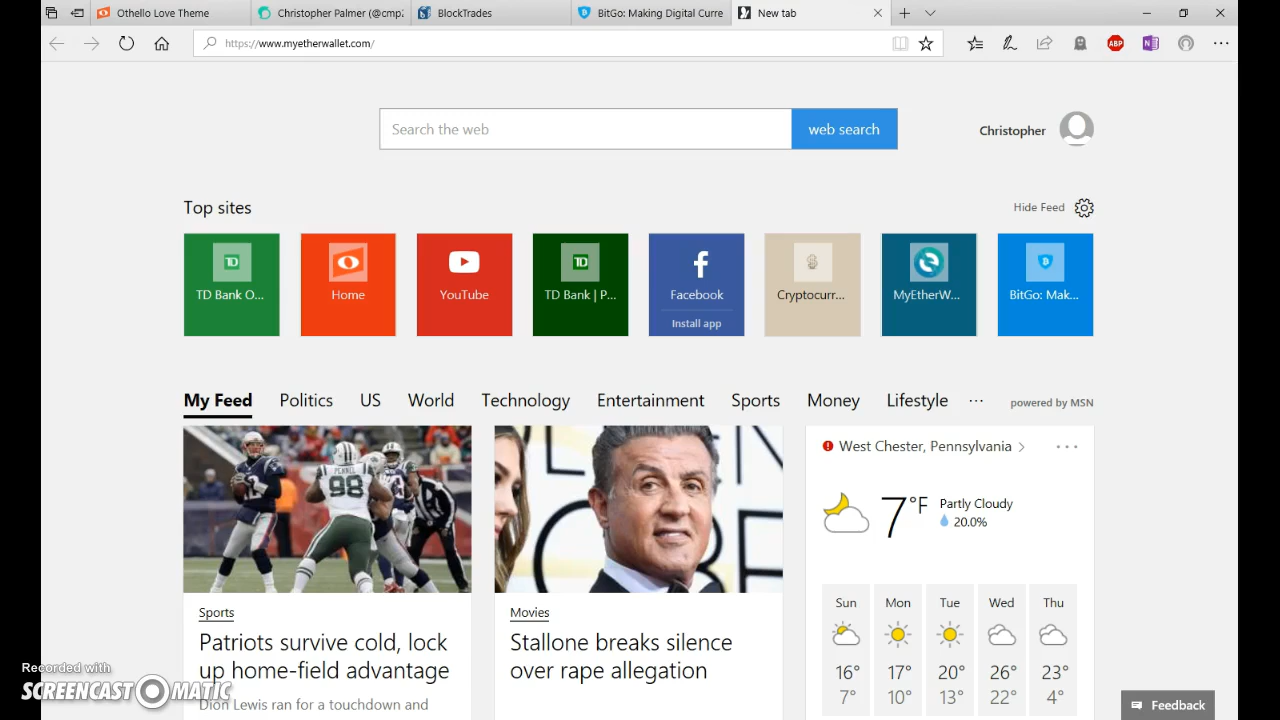 Othello Love Theme
Christopher Palmer (@cmp
BlockTrades
BitGo: Making Digital Curre
New tab
https://www.myetherwallet.com/
ABP
Search the web
web search
Christopher
Top sites
Hide Feed
TD Bank O...
Home
YouTube
TD Bank | P...
Facebook
Install app
Cryptocurr...
MyEtherW...
BitGo: Mak...
My Feed Politics US World Technology Entertainment Sports Money Lifestyle ... powered by MSN
PENNEL
98
Sports
Patriots survive cold, lock
up home-field advantage
Dion Lewis ran for a touchdown and
Movies
Stallone breaks silence
over rape allegation
West Chester, Pennsylvania
7°F
Partly Cloudy
20.0%
Sun Mon Tue Wed Thu
16° 17° 20° 26° 23°
7° 10° 13° 22° 4°
Recorded with
SCREENCAST O MATIC
Feedback